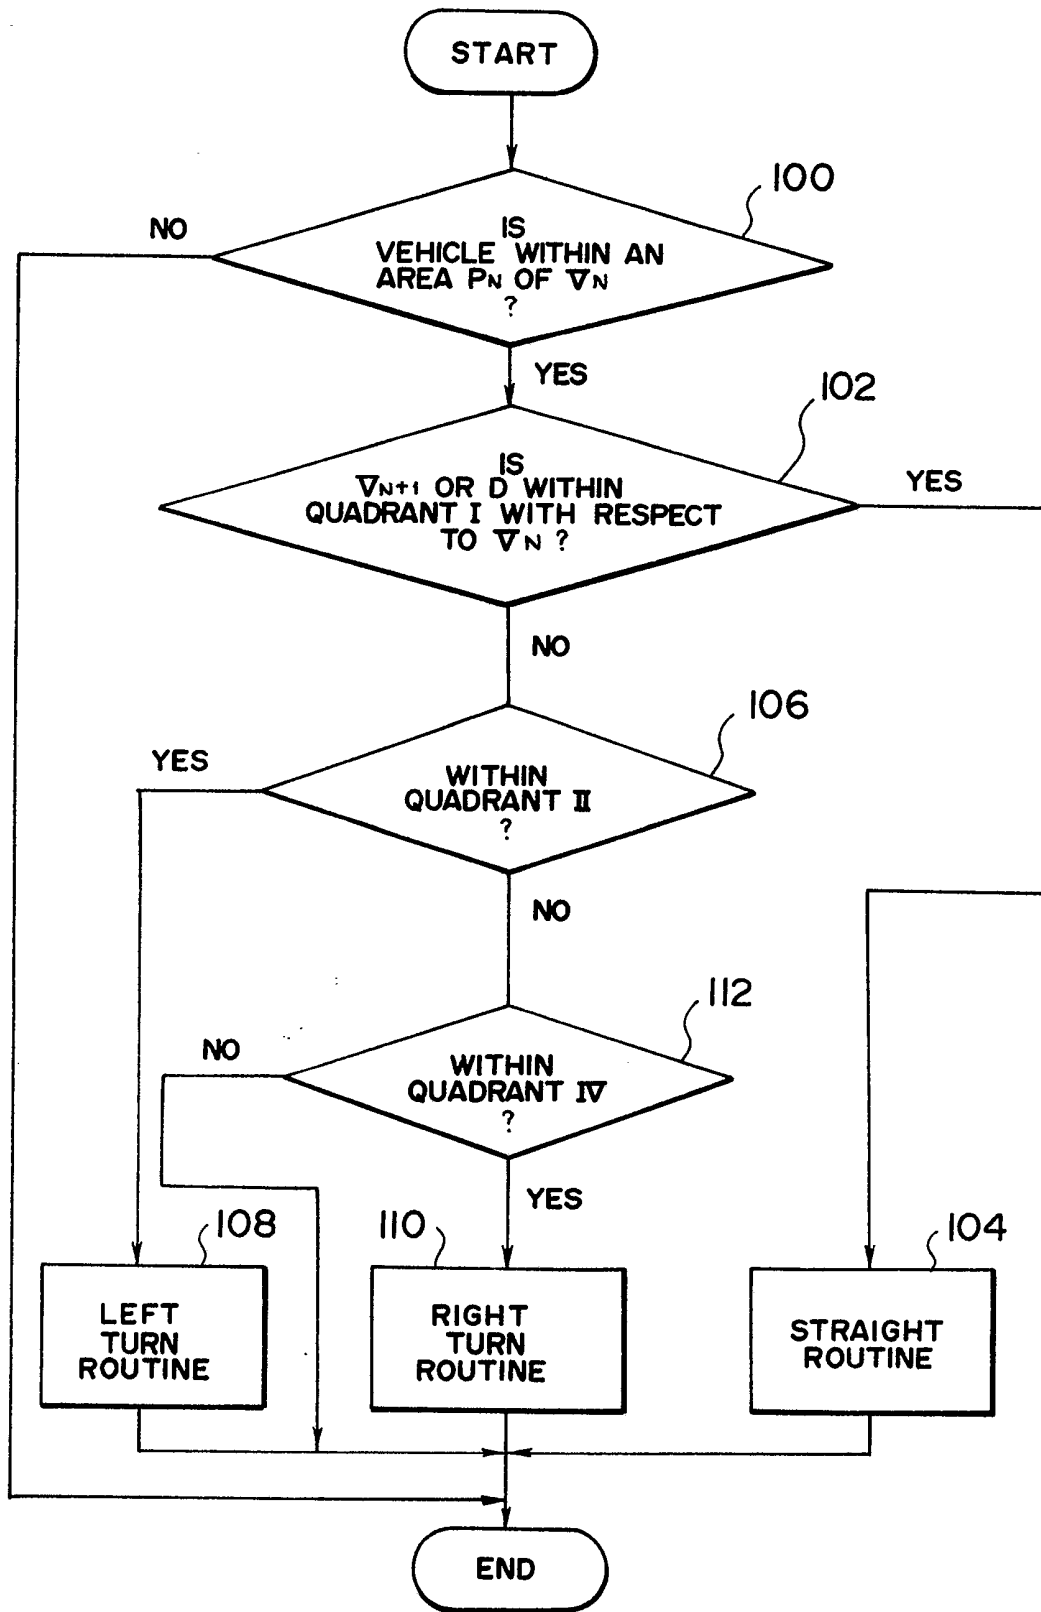 START
100
NO
IS
VEHICLE WITHIN AN
AREA PN OF ∇N
?
YES
102
IS
∇N+1 OR D WITHIN
QUADRANT I WITH RESPECT
TO ∇N ?
YES
NO
106
YES
WITHIN
QUADRANT II
?
NO
112
NO
WITHIN
QUADRANT IV
?
YES
108
110
104
LEFT
TURN
ROUTINE
RIGHT
TURN
ROUTINE
STRAIGHT
ROUTINE
END